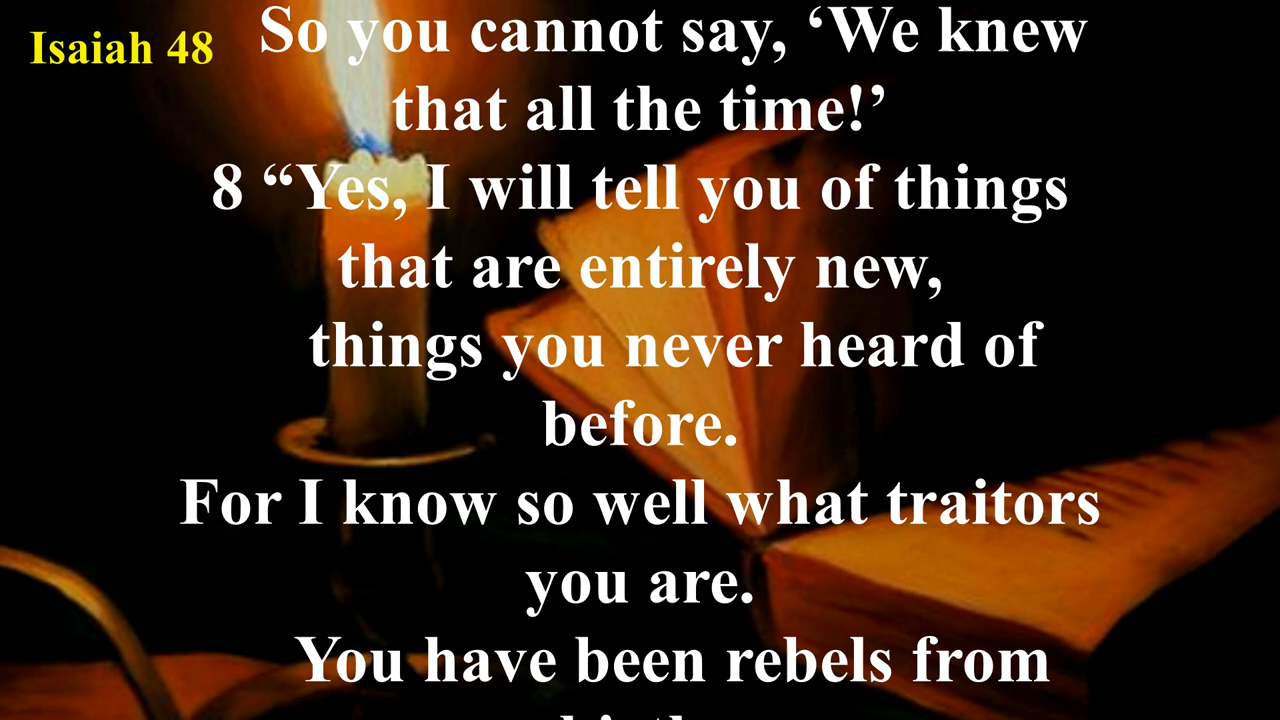 Isaiah 48
So you cannot say, ‘We knew
that all the time!’
8 “Yes, I will tell you of things
that are entirely new,
things you never heard of
before.
For I know so well what traitors
you are.
You have been rebels from